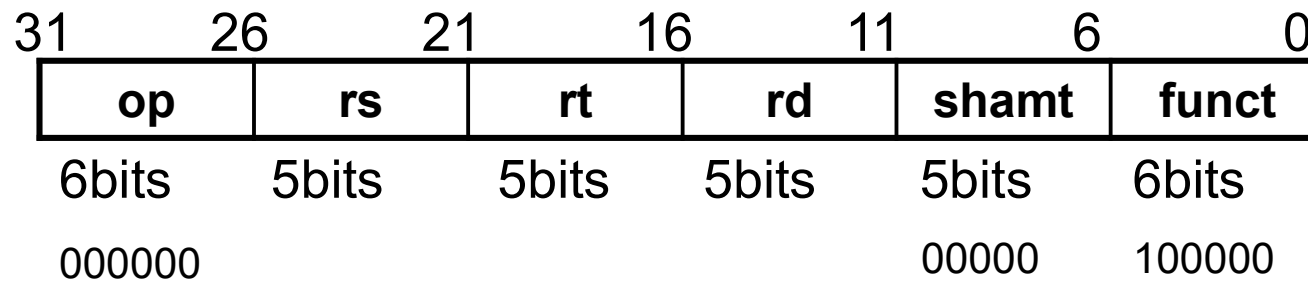 31 26 21 16 11 6 0
op rs rt rd shamt funct
6bits 5bits 5bits 5bits 5bits 6bits
000000 00000 100000